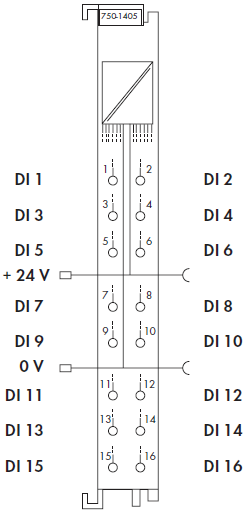 750-1405
1 2
DI 1 DI 2
3 4
DI 3 DI 4
5 6
DI 5 DI 6
+ 24 V
7 8
DI 7 DI 8
9 10
DI 9 DI 10
0 V
11 12
DI 11 DI 12
13 14
DI 13 DI 14
15 16
DI 15 DI 16